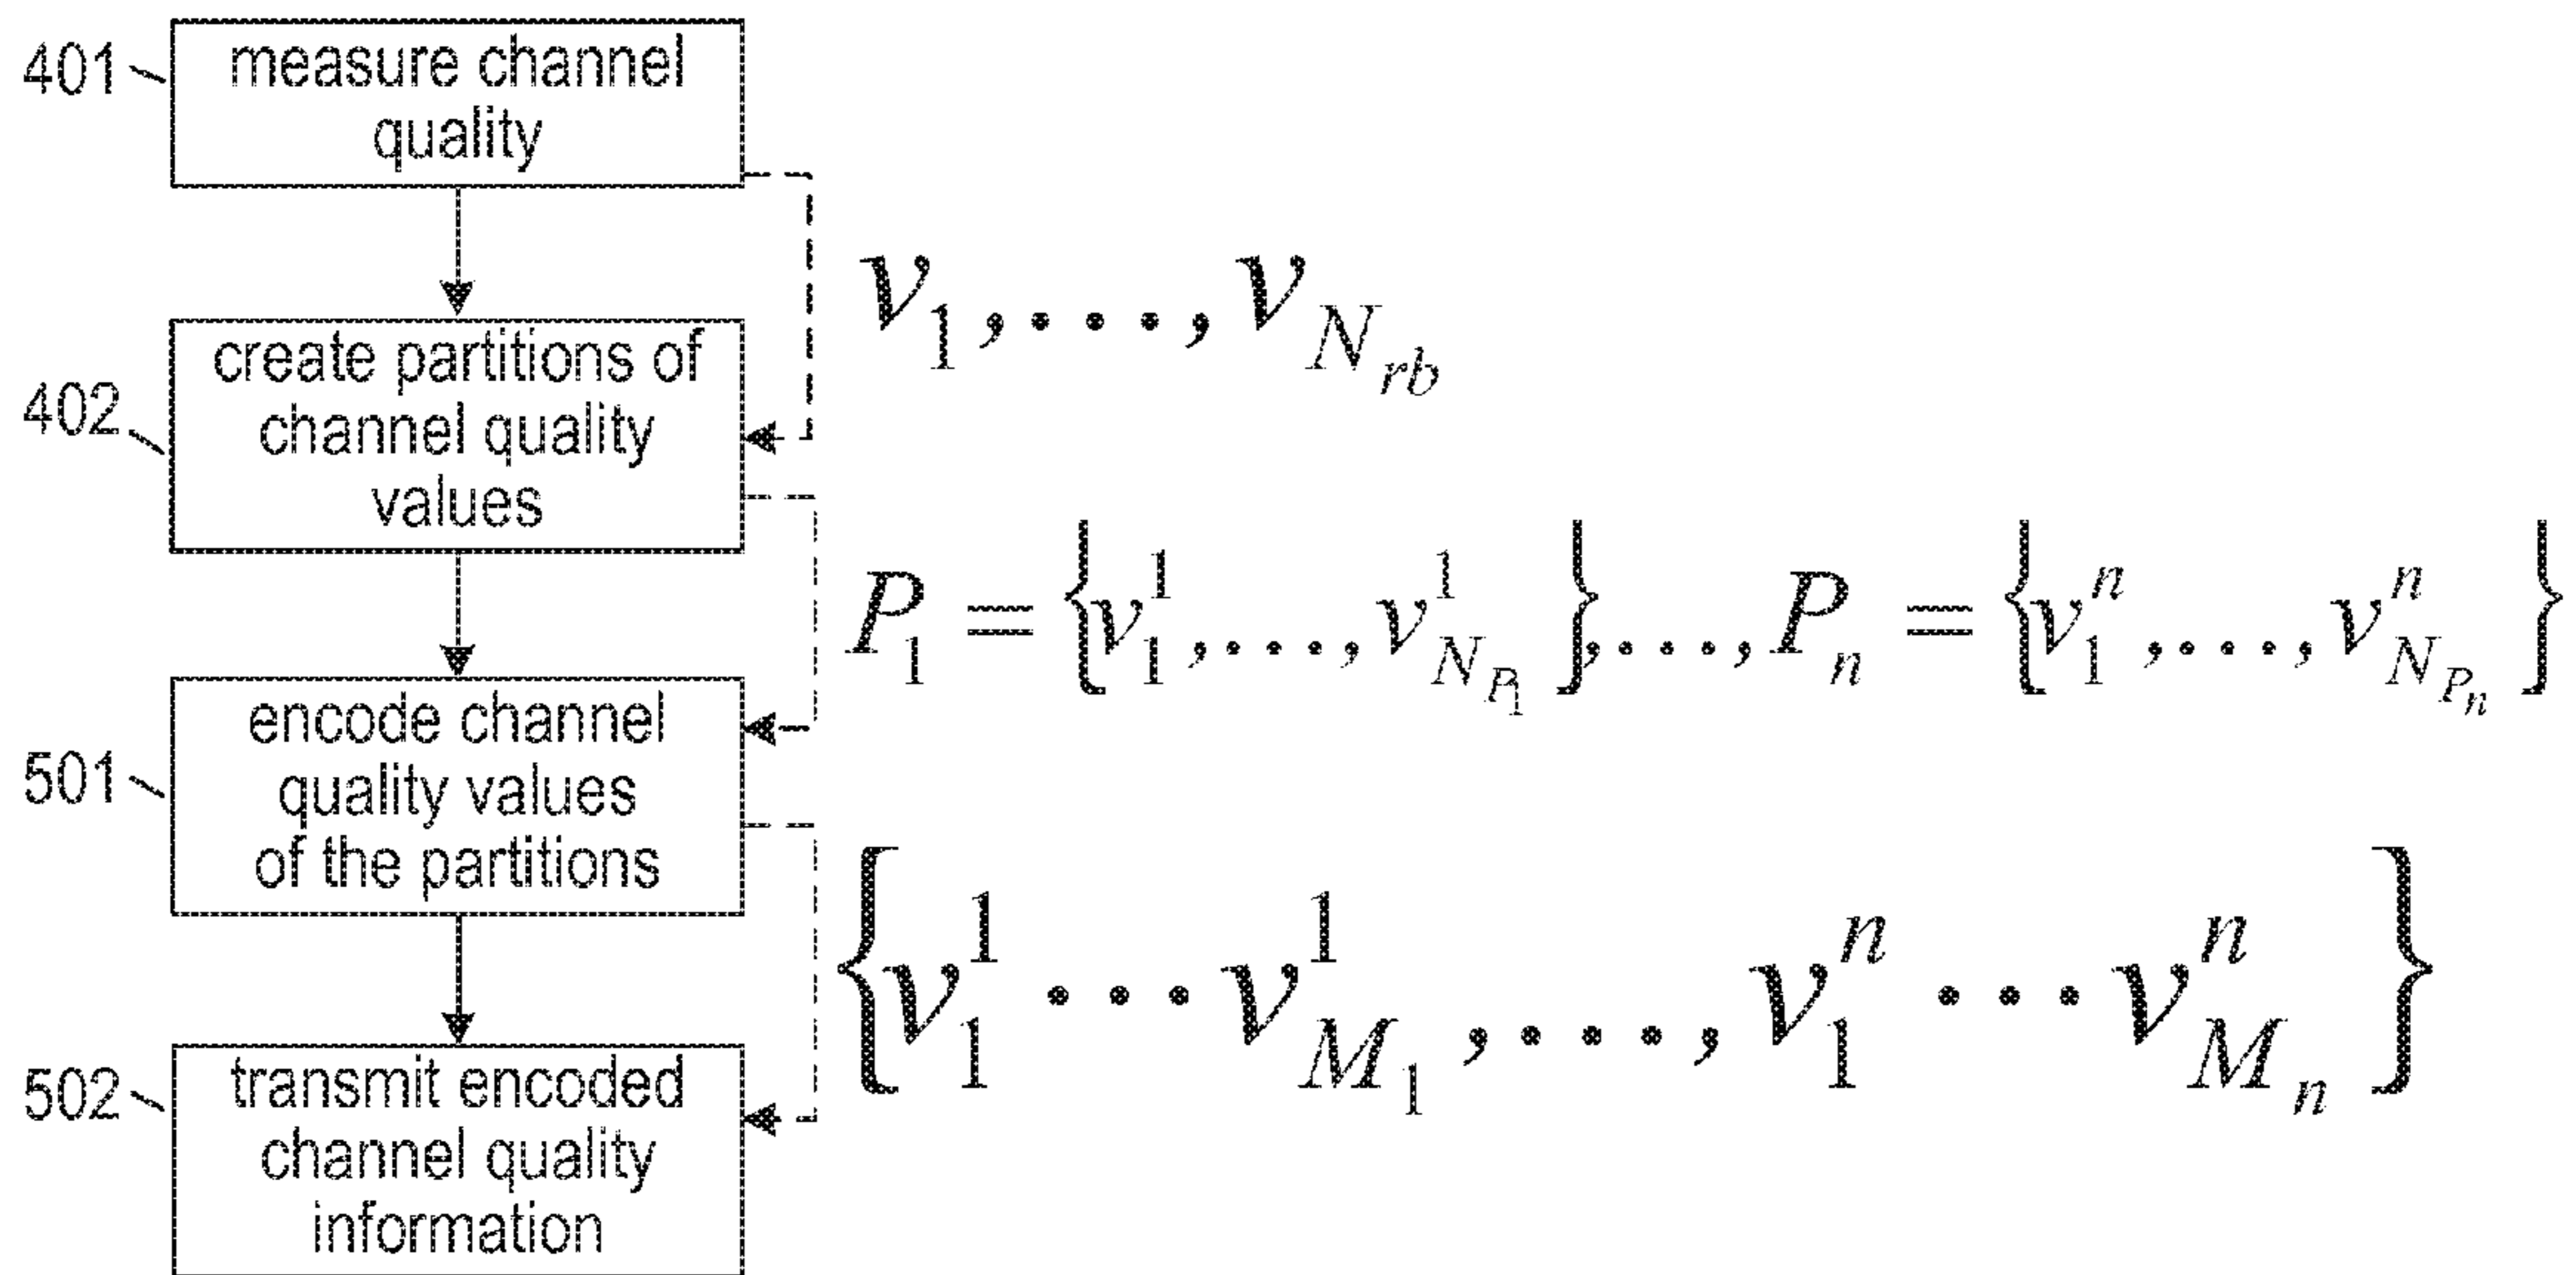 401
measure channel
quality
v_1, . . . , v_{N_{rb}}
402
create partitions of
channel quality
values
P_1 = {v_1^1, . . . , v_{N_{P_1}}^1}, . . . , P_n = {v_1^n, . . . , v_{N_{P_n}}^n}
501
encode channel
quality values
of the partitions
{v_1^1 . . . v_{M_1}^1, . . . , v_1^n . . . v_{M_n}^n}
502
transmit encoded
channel quality
information